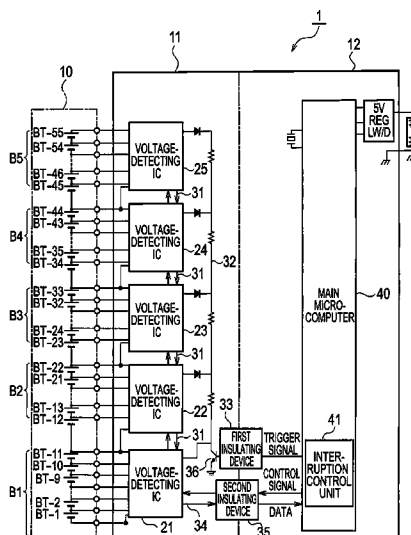 1
11
12
10
5V
REG
LW/D
BT-55
BT-54
B5
BT-46
BT-45
VOLTAGE-
DETECTING
IC
25
31
BT-44
BT-43
B4
BT-35
BT-34
VOLTAGE-
DETECTING
IC
24
32
31
BT-33
BT-32
B3
BT-24
BT-23
VOLTAGE-
DETECTING
IC
23
31
MAIN
MICRO-
COMPUTER
40
BT-22
BT-21
B2
BT-13
BT-12
VOLTAGE-
DETECTING
IC
22
31
33
BT-11
BT-10
BT-9
B1
BT-2
BT-1
VOLTAGE-
DETECTING
IC
21
36
34
FIRST
INSULATING
DEVICE
TRIGGER
SIGNAL
SECOND
INSULATING
DEVICE
35
CONTROL
SIGNAL
DATA
41
INTER-
RUPTION
CONTROL
UNIT